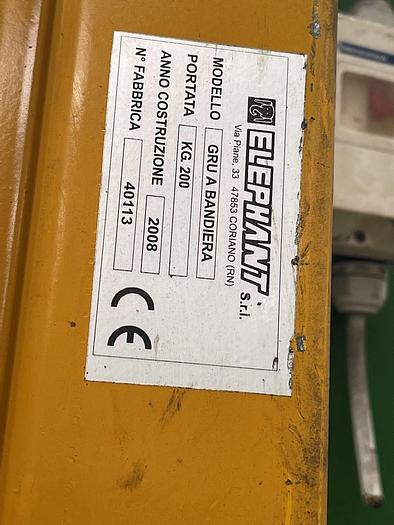 ELEPHANT S.r.l.
Via Piane, 33 47853 CORIANO (RN)
MODELLO GRU A BANDIERA
PORTATA KG. 200
ANNO COSTRUZIONE 2008
N° FABBRICA 40113
CE